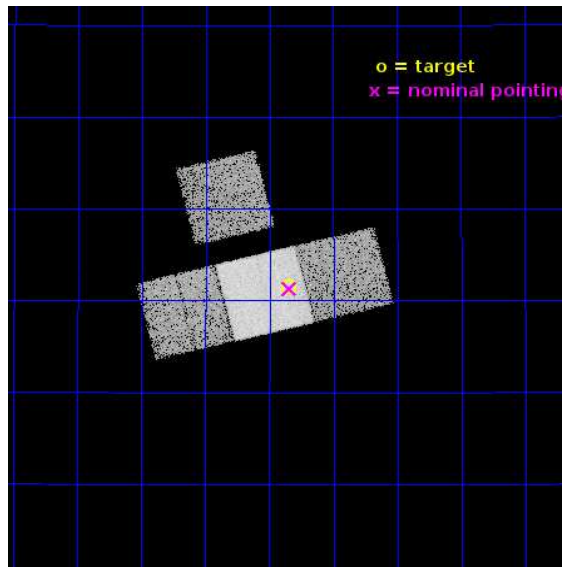 o = target
x = nominal pointing